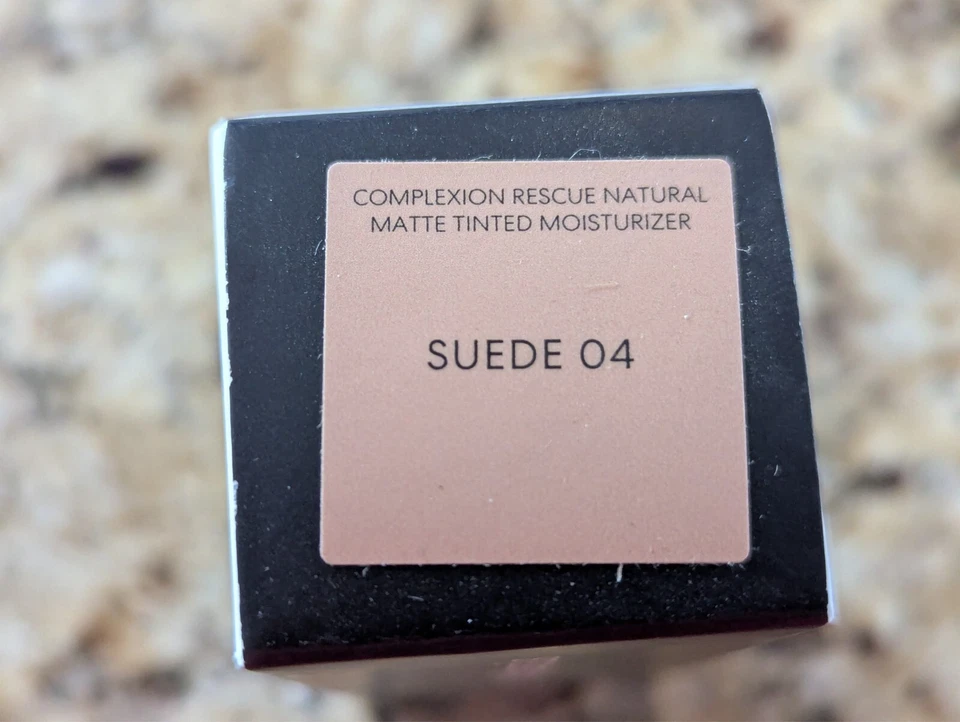 COMPLEXION RESCUE NATURAL
MATTE TINTED MOISTURIZER
SUEDE 04